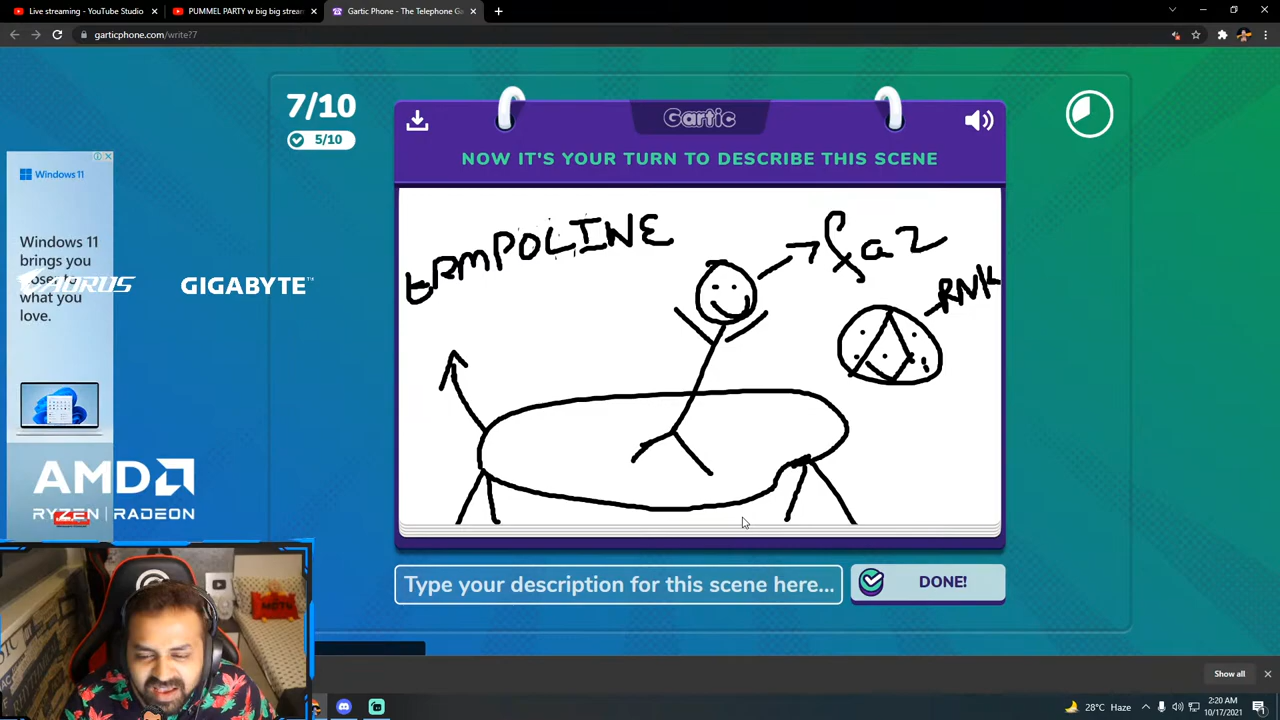 Live streaming - YouTube Studio
PUMMEL PARTY w big big stream
Gartic Phone - The Telephone Ga
garticphone.com/write?7
7/10
5/10
Gartic
NOW IT'S YOUR TURN TO DESCRIBE THIS SCENE
tRMPOLINE
faz
RNK
Windows 11
Windows 11
brings you
closer to
what you
love.
AORUS
GIGABYTE
AMD
RYZEN | RADEON
Type your description for this scene here...
DONE!
Show all
28°C Haze
2:20 AM
10/17/2021